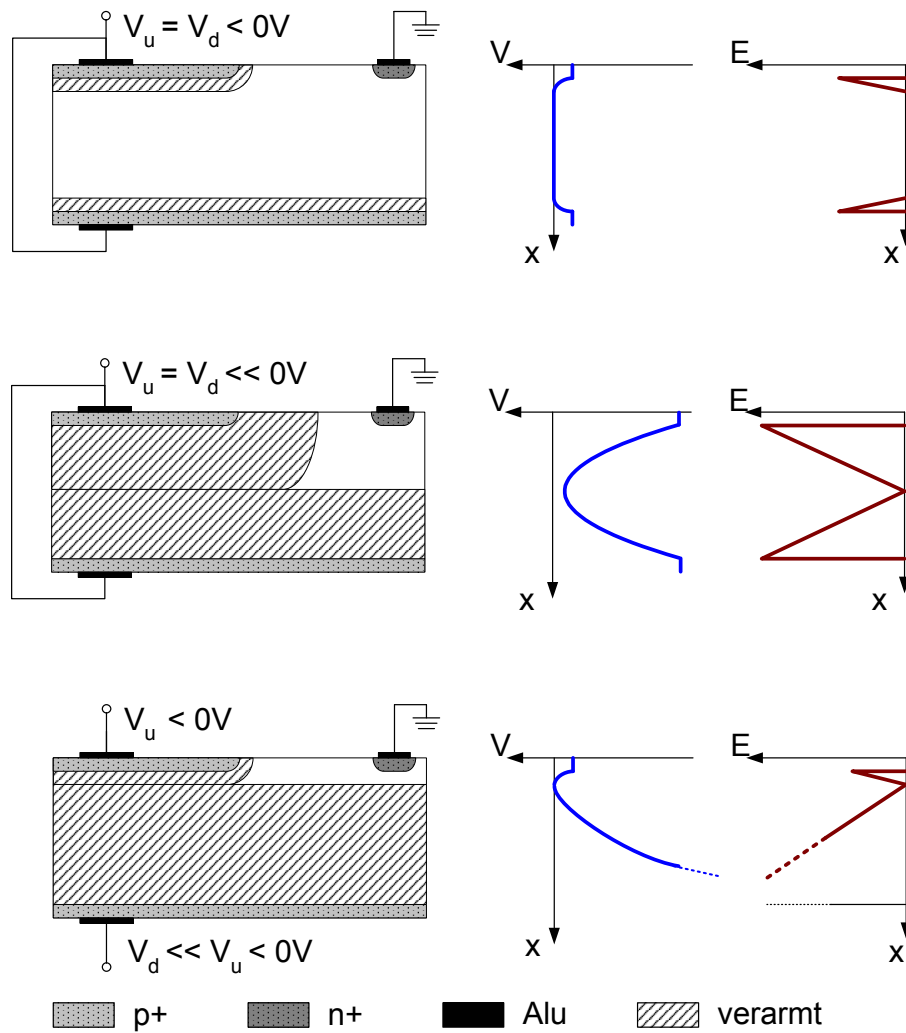 V_u = V_d < 0V
V
E
x
x
V_u = V_d << 0V
V
E
x
x
V_u < 0V
V
E
V_d << V_u < 0V
x
x
p+
n+
Alu
verarmt